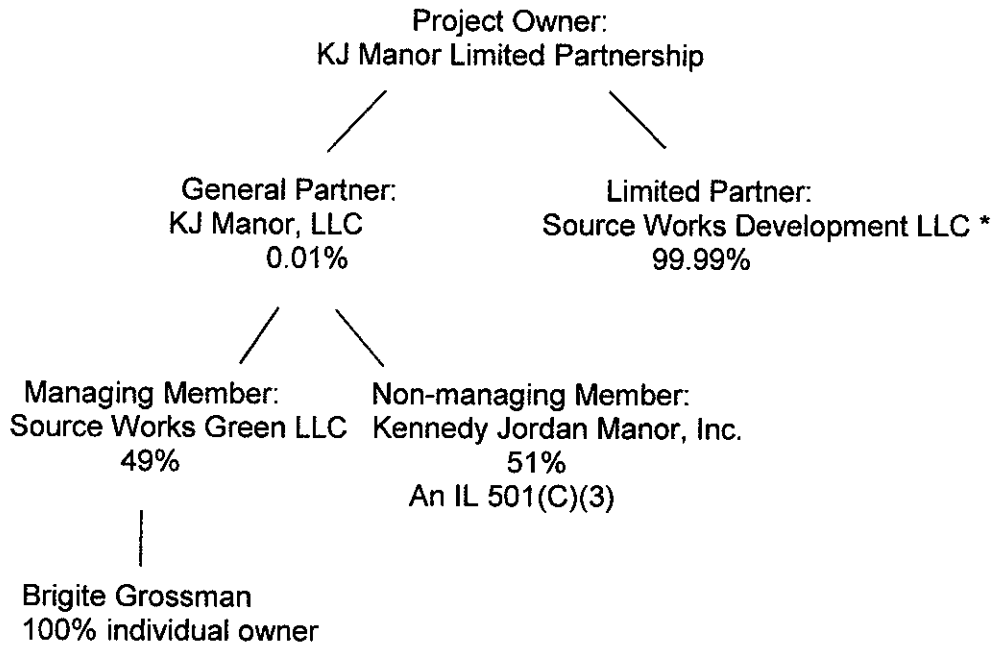 Project Owner:
KJ Manor Limited Partnership
General Partner:
KJ Manor, LLC
0.01%
Limited Partner:
Source Works Development LLC *
99.99%
Managing Member:
Source Works Green LLC
49%
Non-managing Member:
Kennedy Jordan Manor, Inc.
51%
An IL 501(C)(3)
Brigite Grossman
100% individual owner